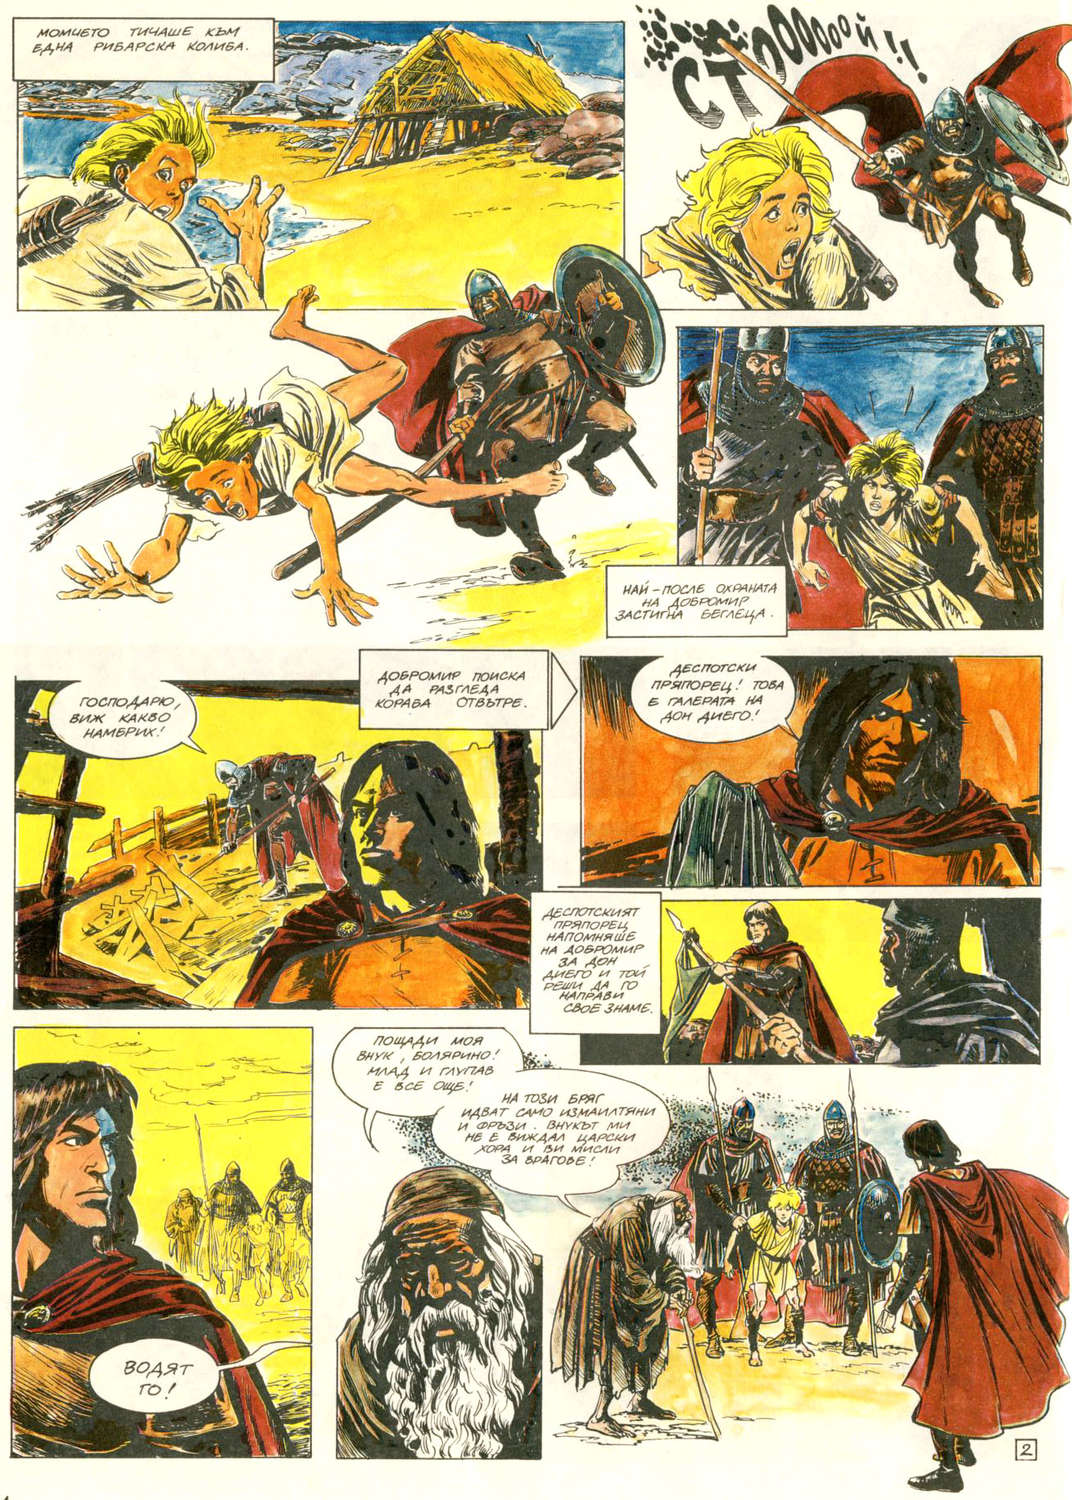 МОМЧЕТО ТИЧАШЕ КЪМ
ЕДНА РИБАРСКА КОЛИБА.
СТООООООЙ!!
НАЙ-ПОСЛЕ ОХРАНАТА
НА ДОБРОМИР
ЗАСТИГНА БЕГЛЕЦА.
ГОСПОДАРЮ,
ВИЖ КАКВО
НАМЕРИХ!
ДОБРОМИР ПОИСКА
ДА РАЗГЛЕДА
КОРАБА ОТВЪТРЕ.
ДЕСПОТСКИ
ПРЯПОРЕЦ! ТОВА
Е ГАЛЕРАТА НА
ДОН ДИЕГО!
ДЕСПОТСКИЯТ
ПРЯПОРЕЦ
НАПОМНЯШЕ
НА ДОБРОМИР
ЗА ДОН
ДИЕГО И ТОЙ
РЕШИ ДА ГО
НАПРАВИ
СВОЕ ЗНАМЕ.
ВОДЯТ
ГО!
ПОЩАДИ МОЯ
ВНУК, БОЛЯРИНО!
МЛАД И ГЛУПАВ
Е ВСЕ ОЩЕ!
НА ТОЗИ БРЯГ
ИДВАТ САМО ИЗМАИЛТЯНИ
И ФРЪЗИ. ВНУКЪТ МИ
НЕ Е ВИЖДАЛ ЦАРСКИ
ХОРА И ВИ МИСЛИ
ЗА ВРАГОВЕ!
2